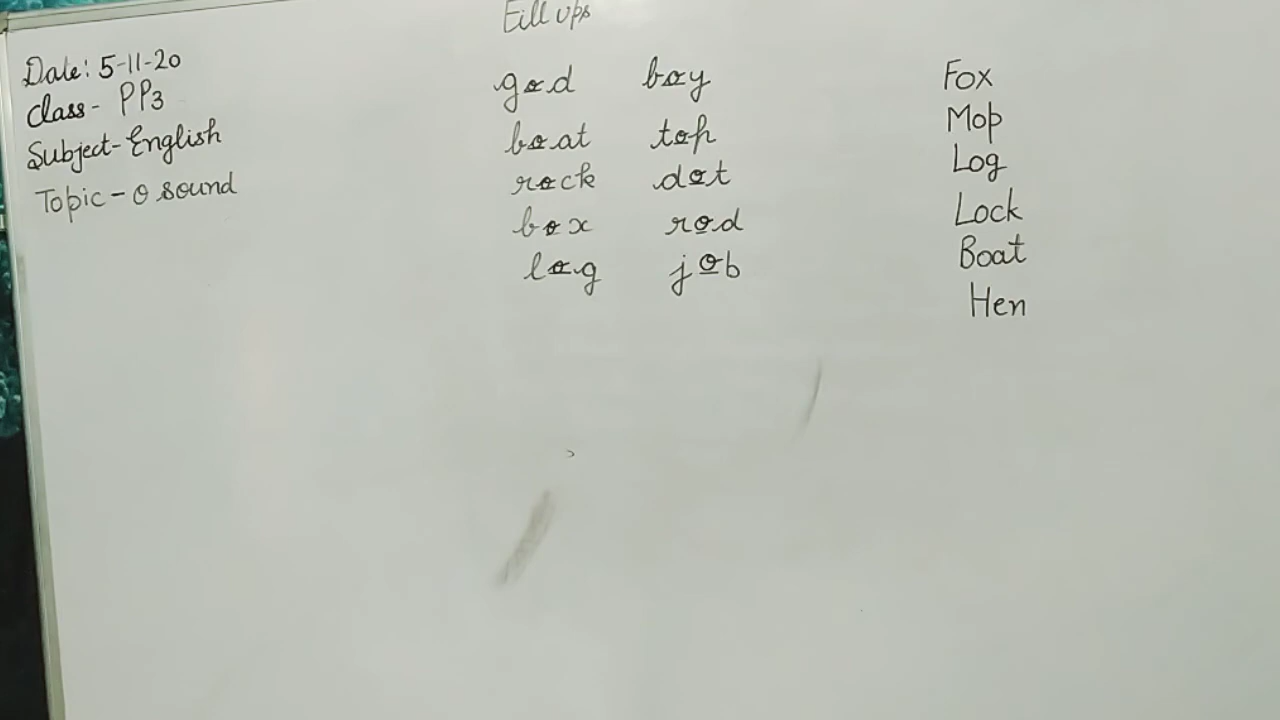 Fill ups
Date: 5-11-20
Class- PP3
Subject-English
Topic- o sound
god boy
boat top
rock dot
box rod
log job
Fox
Mop
Log
Lock
Boat
Hen